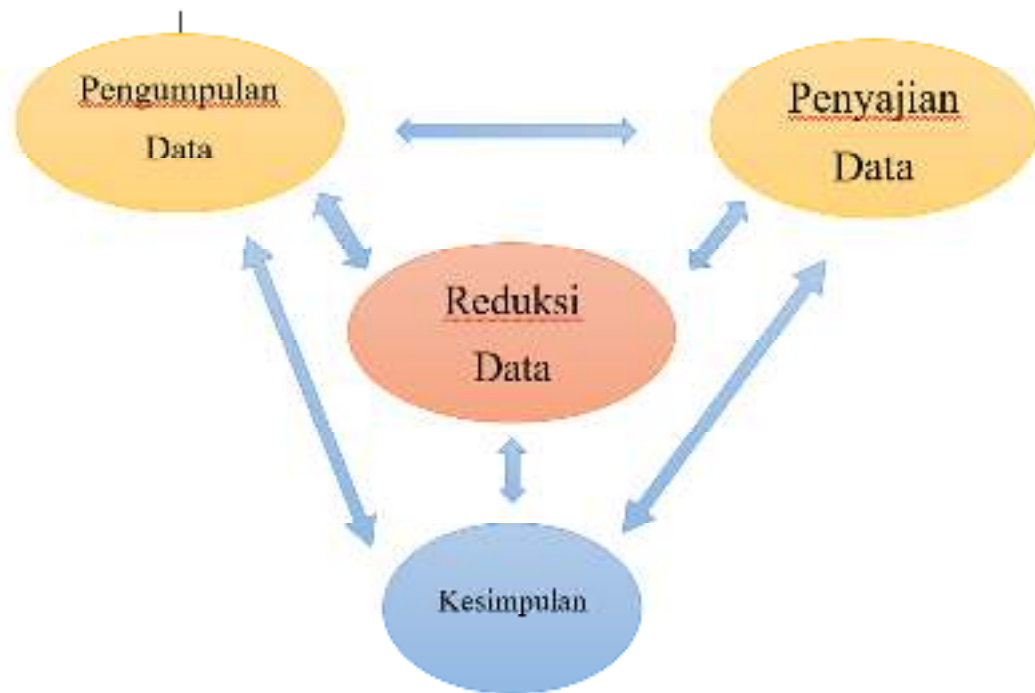 Pengumpulan
Data
Penyajian
Data
Reduksi
Data
Kesimpulan